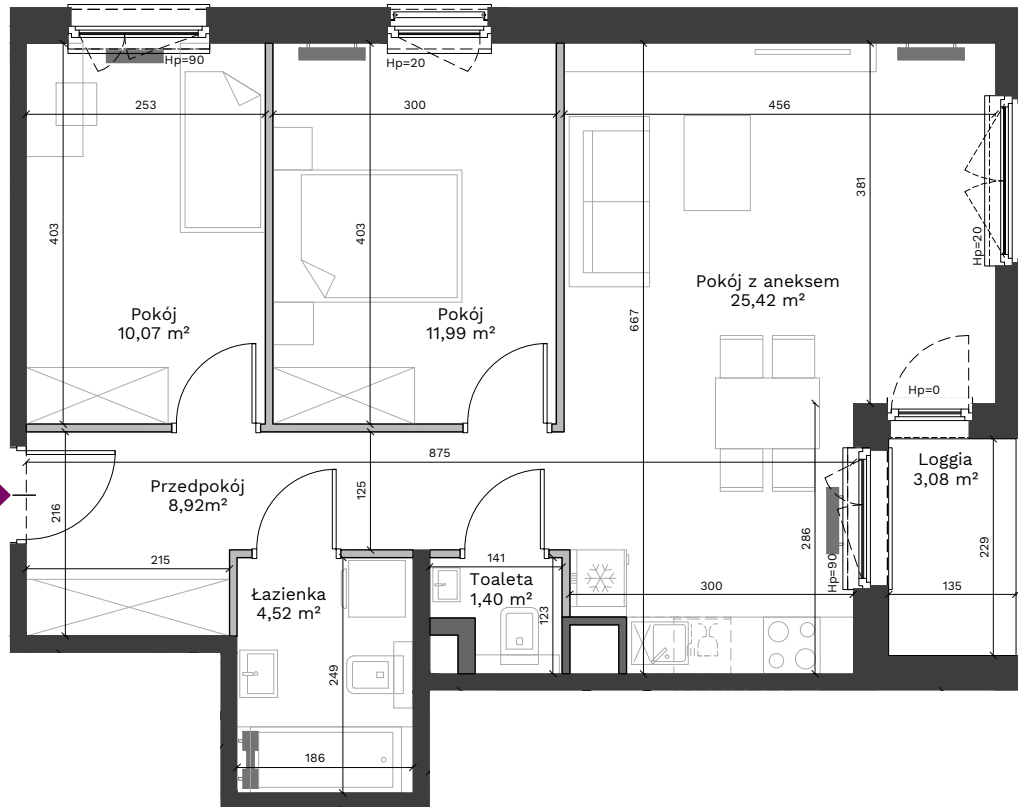 Hp=90
Hp=20
253
300
456
403
403
381
Hp=20
Pokój z aneksem
25,42 m²
Pokój
10,07 m²
Pokój
11,99 m²
667
Hp=0
875
Loggia
3,08 m²
Przedpokój
8,92m²
216
125
286
229
215
141
Hp=90
300
135
Łazienka
4,52 m²
Toaleta
1,40 m²
123
249
186